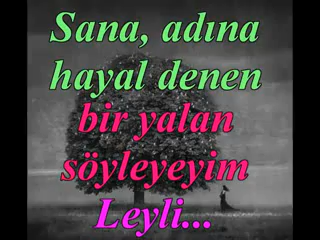 Sana, adına
hayal denen
bir yalan
söyleyeyim
Leyli...